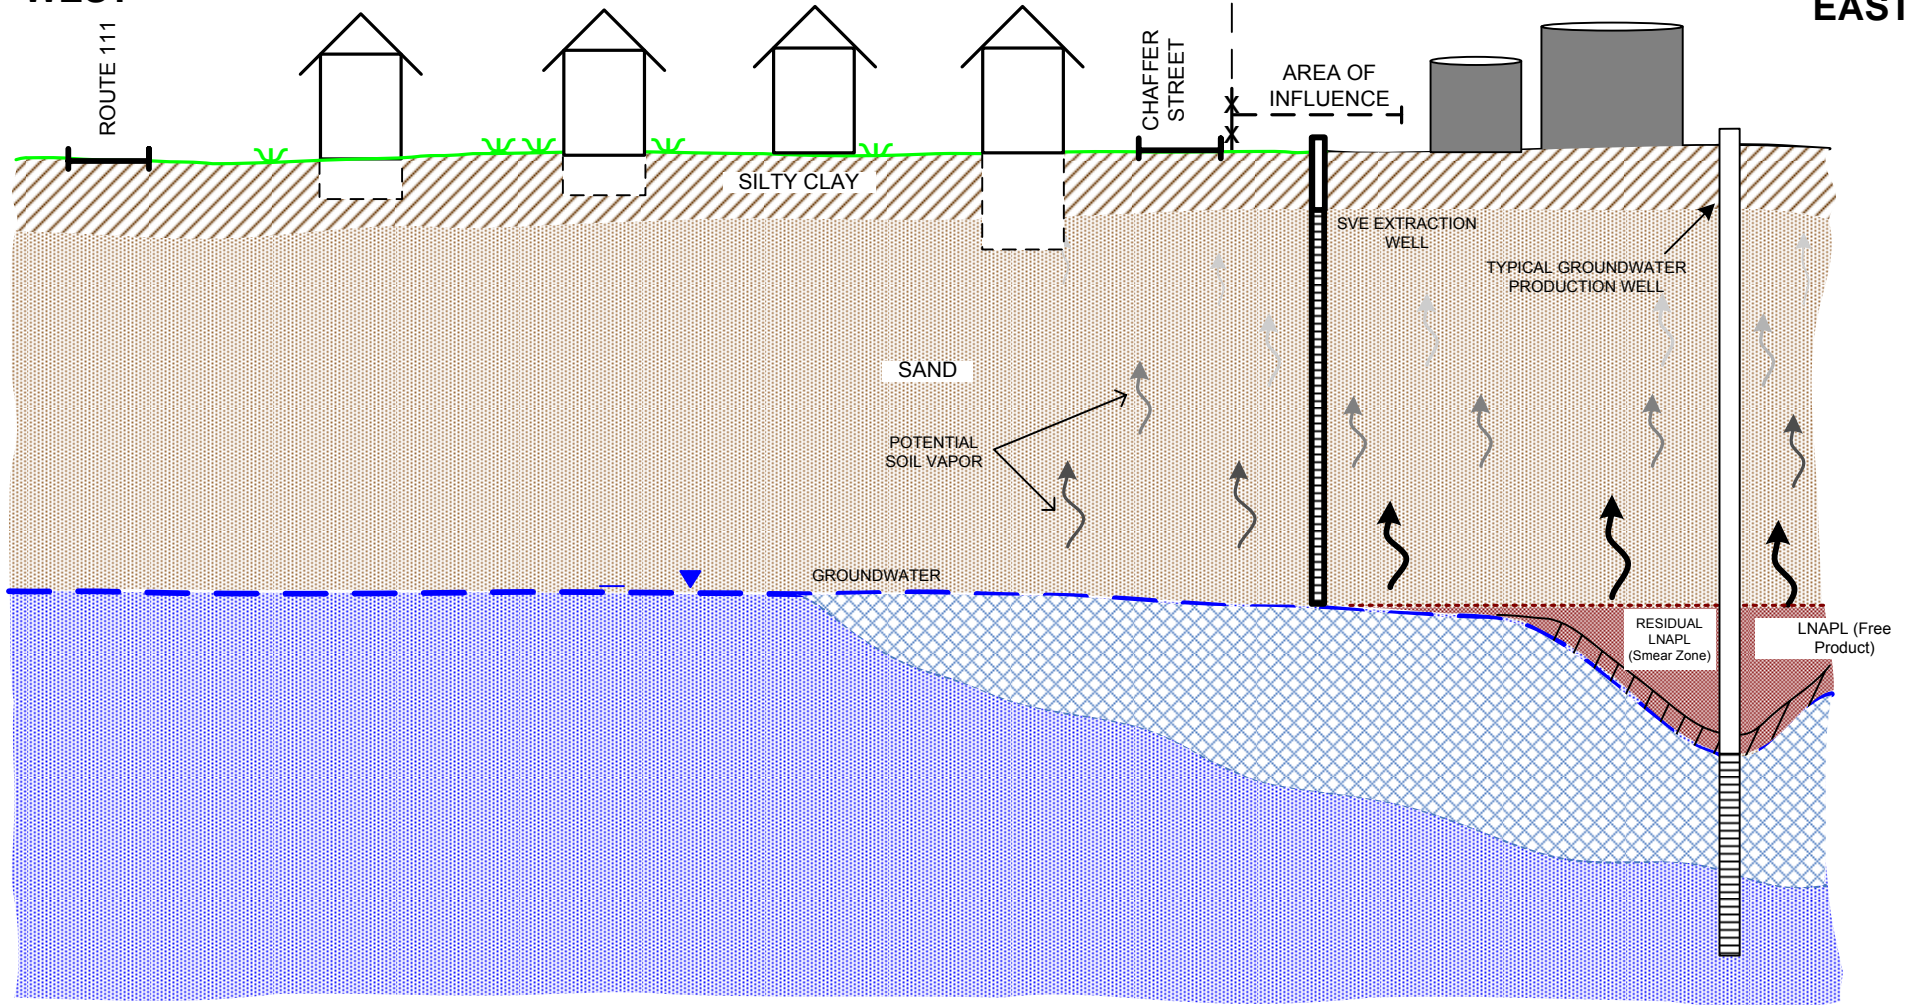 WEST
EAST
ROUTE 111
CHAFFER
STREET
X
X
AREA OF
INFLUENCE
SILTY CLAY
SVE EXTRACTION
WELL
TYPICAL GROUNDWATER
PRODUCTION WELL
SAND
POTENTIAL
SOIL VAPOR
GROUNDWATER
RESIDUAL
LNAPL
(Smear Zone)
LNAPL (Free
Product)